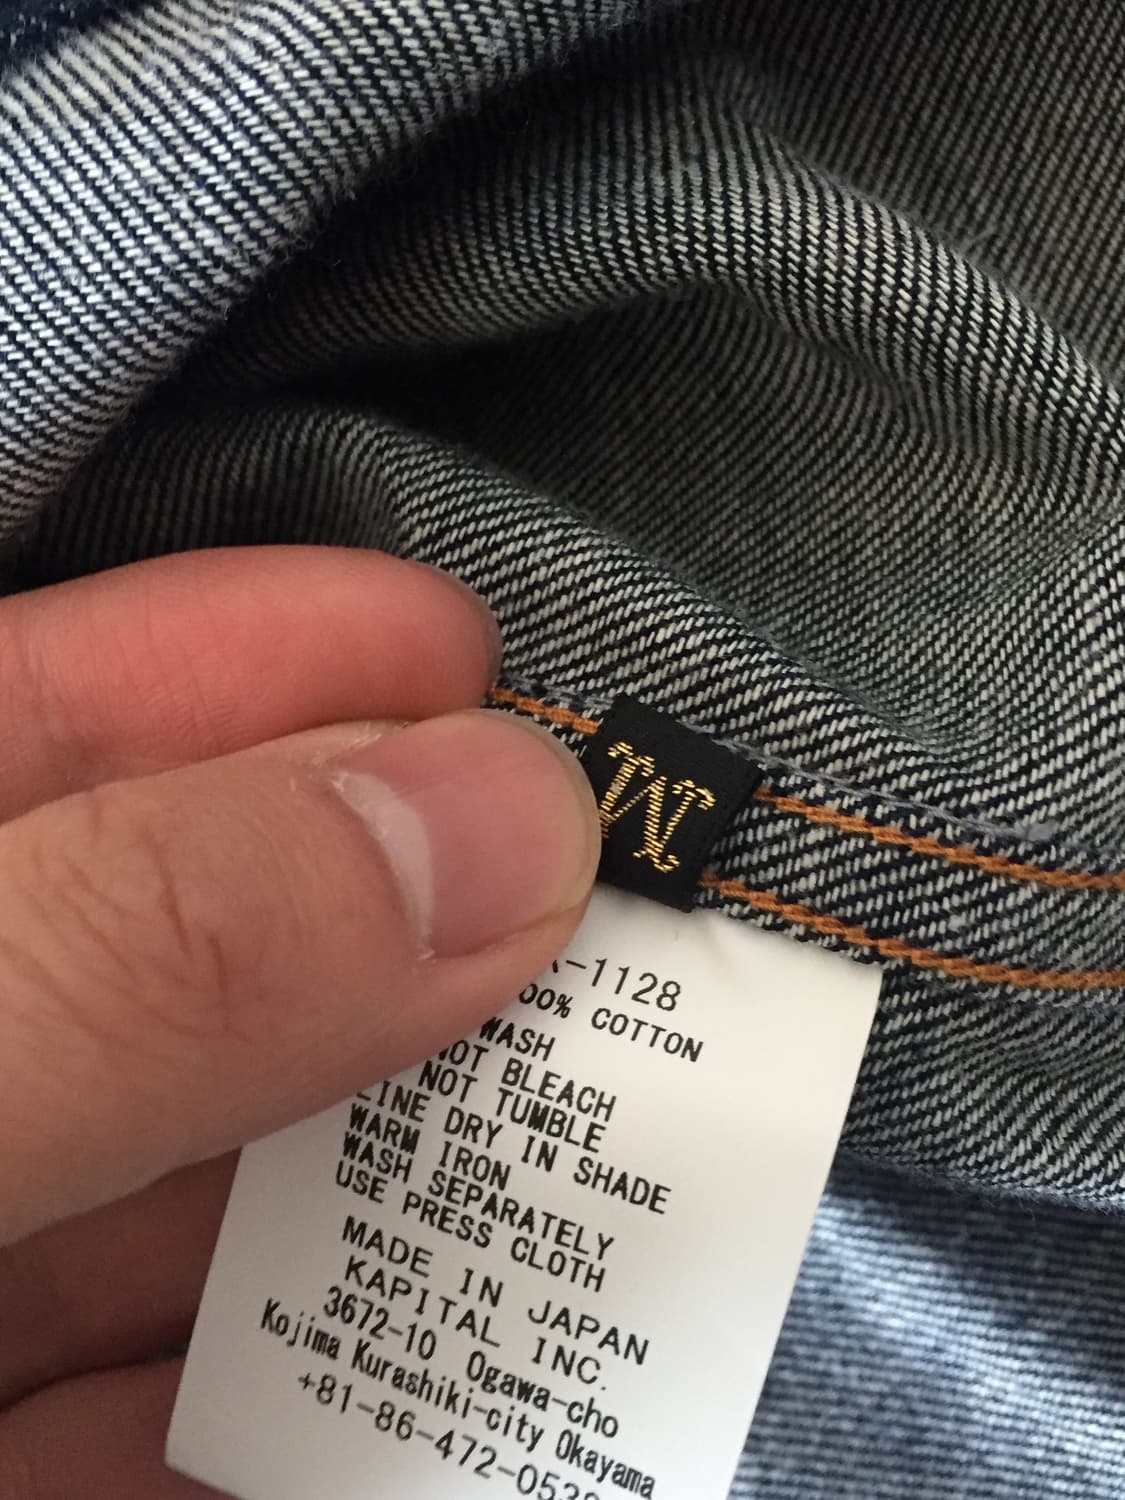 M
-1128
00% COTTON
WASH
NOT BLEACH
NOT TUMBLE
LINE DRY IN SHADE
WARM IRON
WASH SEPARATELY
USE PRESS CLOTH
MADE IN JAPAN
KAPITAL INC.
3672-10 Ogawa-cho
Kojima Kurashiki-city Okayama
+81-86-472-053